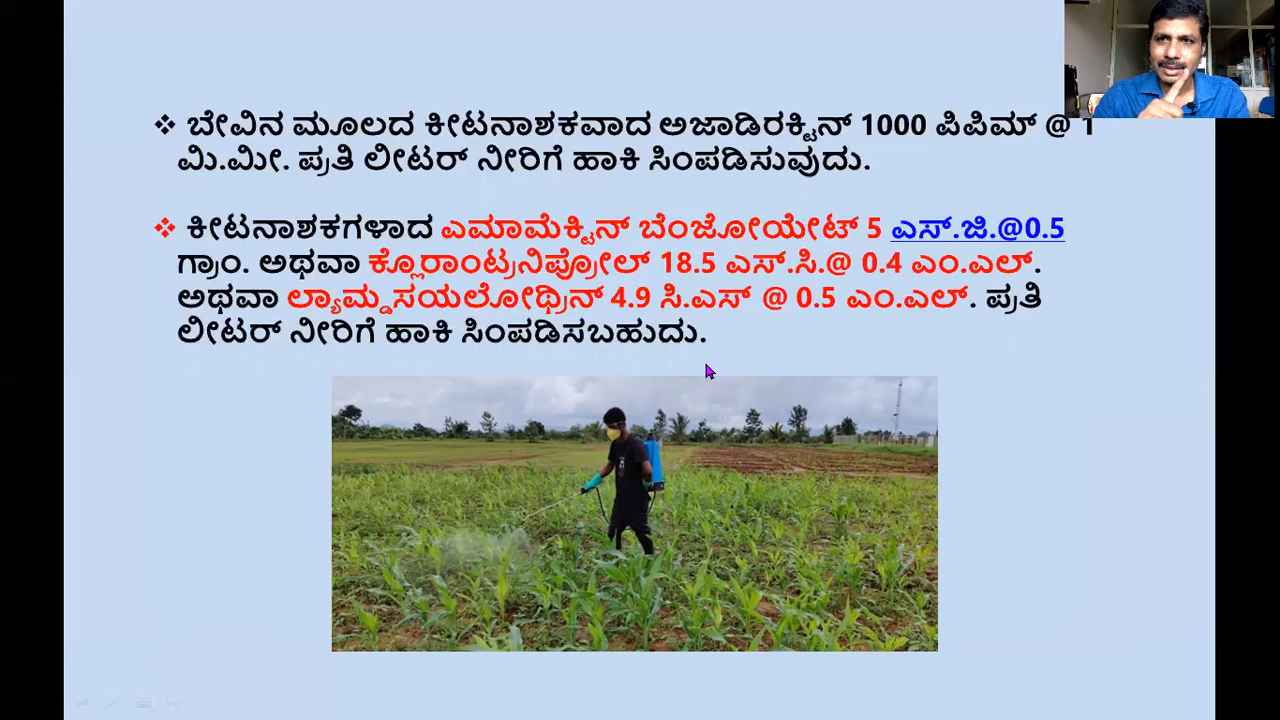 ❖ ಬೇವಿನ ಮೂಲದ ಕೀಟನಾಶಕವಾದ ಅಜಾಡಿರಕ್ಟಿನ್ 1000 ಪಿಪಿಮ್ @ 1
ಮಿ.ಮೀ. ಪ್ರತಿ ಲೀಟರ್ ನೀರಿಗೆ ಹಾಕಿ ಸಿಂಪಡಿಸುವುದು.
❖ ಕೀಟನಾಶಕಗಳಾದ ಎಮಾಮೆಕ್ಟಿನ್ ಬೆಂಜೋಯೇಟ್ 5 ಎಸ್.ಜಿ.@0.5
ಗ್ರಾಂ. ಅಥವಾ ಕ್ಲೊರಾಂಟ್ರನಿಪ್ರೋಲ್ 18.5 ಎಸ್.ಸಿ.@ 0.4 ಎಂ.ಎಲ್.
ಅಥವಾ ಲ್ಯಾಮ್ಡಸಯಲೋಥ್ರಿನ್ 4.9 ಸಿ.ಎಸ್ @ 0.5 ಎಂ.ಎಲ್. ಪ್ರತಿ
ಲೀಟರ್ ನೀರಿಗೆ ಹಾಕಿ ಸಿಂಪಡಿಸಬಹುದು.